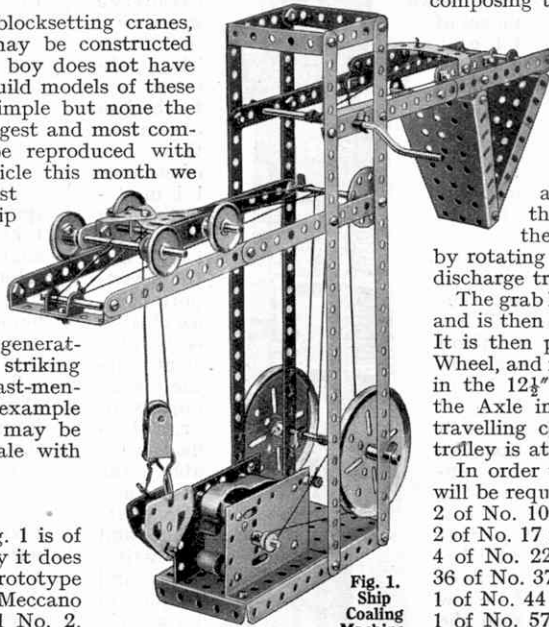 composing t
blocksetting cranes,
may be constructed
boy does not have
uild models of these
imple but none the
gest and most com-
e reproduced with
icle this month we
st
ip
generat-
striking
ast-men-
example
may be
ale with
g. 1 is of
y it does
rototype
Meccano
l No. 2.
a
th
the
by rotating
discharge tr
The grab
and is then
It is then p
Wheel, and
in the 12½"
the Axle in
travelling c
trolley is at
In order
will be requ
2 of No. 10
2 of No. 17
4 of No. 22
36 of No. 37
1 of No. 44
1 of No. 57
Fig. 1.
Ship
Coaling